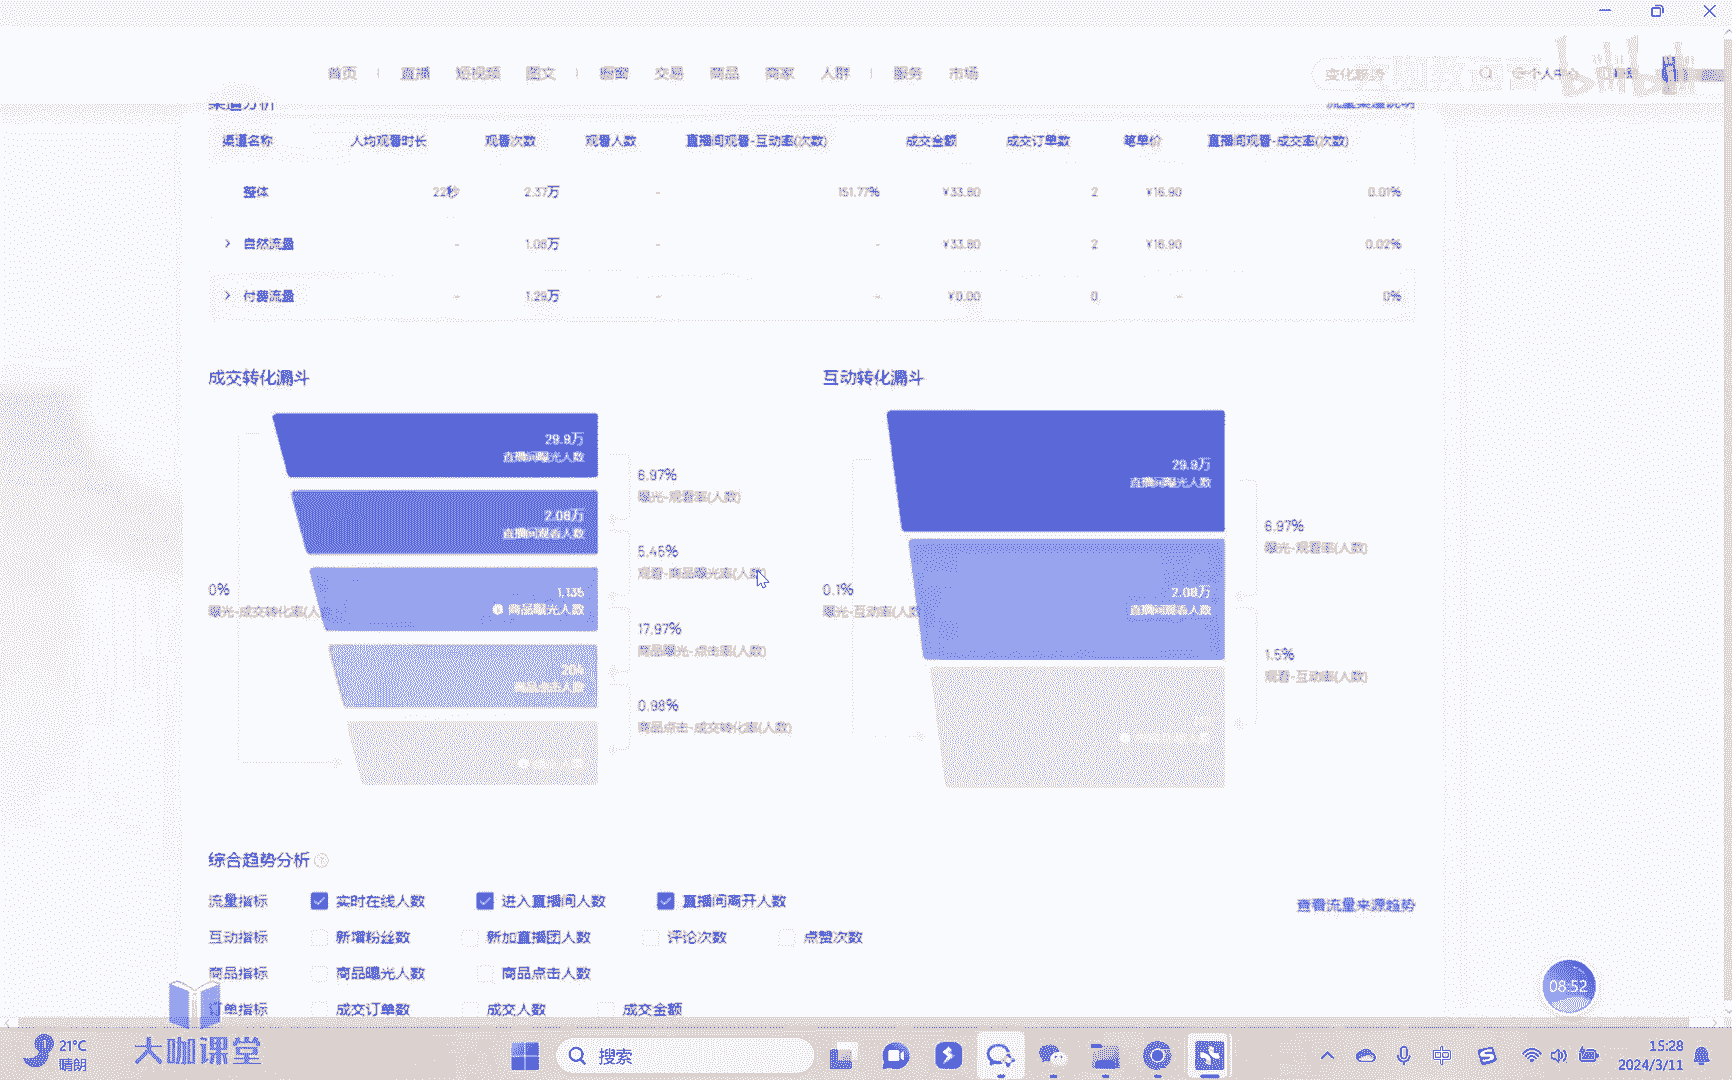 首页 直播 短视频 图文 橱窗 交易 商品 商家 人群 服务 市场
渠道分析 流量渠道说明
渠道名称 人均观看时长 观看次数 观看人数 直播间观看-互动率(次数) 成交金额 成交订单数 笔单价 直播间观看-成交率(次数)
整体 22秒 2.37万 - 151.77% ¥33.80 2 ¥16.90 0.01%
自然流量 - 1.08万 - - ¥33.80 2 ¥16.90 0.02%
付费流量 - 1.29万 - - ¥0.00 0 - 0%
成交转化漏斗
29.9万
直播间曝光人数
6.97%
曝光-观看率(人数)
2.08万
直播间观看人数
5.45%
观看-商品曝光率(人数)
1,135
商品曝光人数
0%
曝光-成交转化率(人
17.97%
商品曝光-点击率(人数)
204
商品点击人数
0.98%
商品点击-成交转化率(人数)
互动转化漏斗
29.9万
直播间曝光人数
6.97%
曝光-观看率(人数)
2.08万
直播间观看人数
0.1%
曝光-互动率(人数
1.5%
观看-互动率(人数)
综合趋势分析
流量指标 实时在线人数 进入直播间人数 直播间离开人数 查看流量来源趋势
互动指标 新增粉丝数 新加直播团人数 评论次数 点赞次数
商品指标 商品曝光人数 商品点击人数
订单指标 成交订单数 成交人数 成交金额
08:52
大咖课堂
21°C
晴朗
搜索
中
15:28
2024/3/11